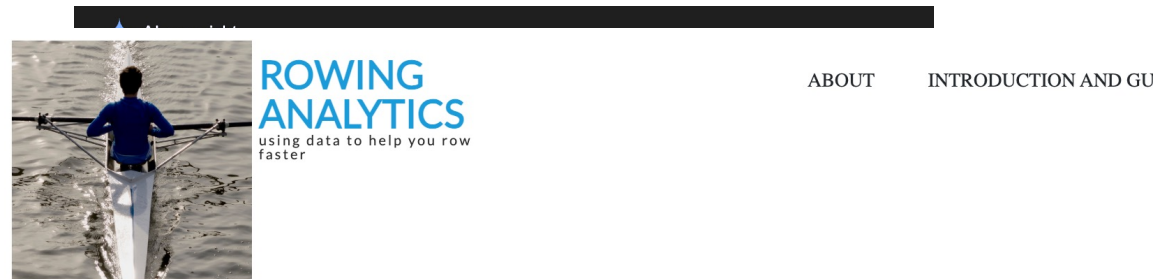 ROWING
ANALYTICS
using data to help you row
faster
ABOUT INTRODUCTION AND GU